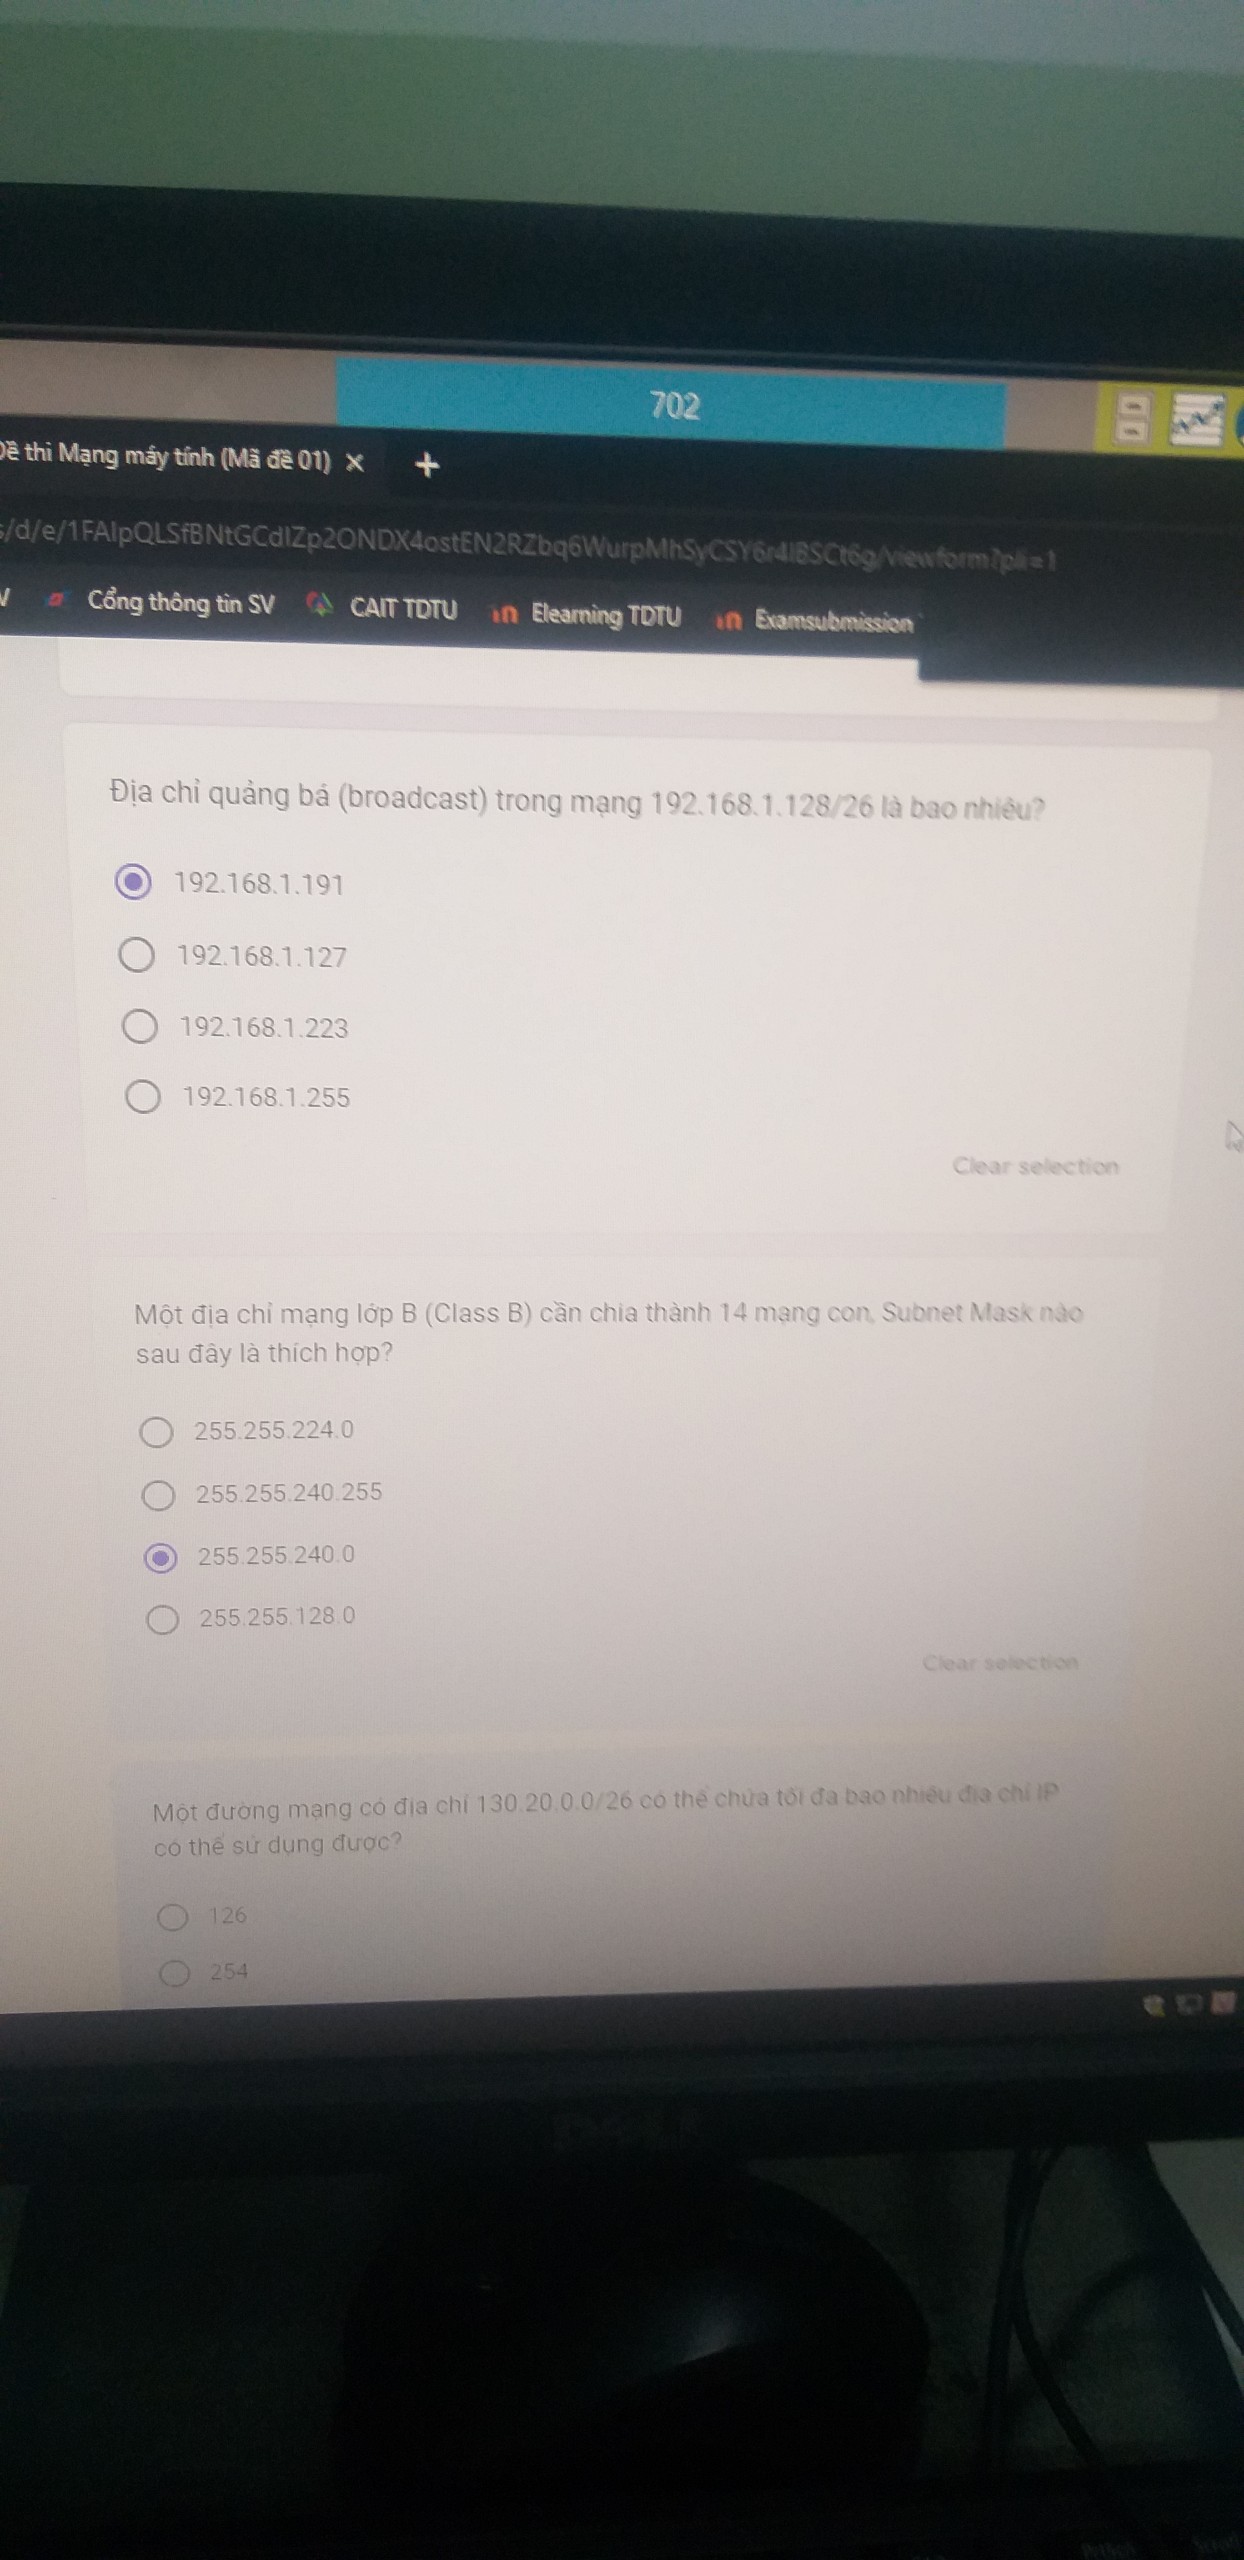 702
Đề thi Mạng máy tính (Mã đề 01) × +
s/d/e/1FAIpQLSfBNtGCdIZp2ONDX4ostEN2RZbq6WurpMhSyCSY6r4IBSCt6g/viewform?pli=1
Cổng thông tin SV CAIT TDTU Elearning TDTU Examsubmission
Địa chỉ quảng bá (broadcast) trong mạng 192.168.1.128/26 là bao nhiêu?
192.168.1.191
192.168.1.127
192.168.1.223
192.168.1.255
Clear selection
Một địa chỉ mạng lớp B (Class B) cần chia thành 14 mạng con, Subnet Mask nào
sau đây là thích hợp?
255.255.224.0
255.255.240.255
255.255.240.0
255.255.128.0
Clear selection
Một đường mạng có địa chỉ 130.20.0.0/26 có thể chứa tối đa bao nhiêu địa chỉ IP
có thể sử dụng được?
126
254